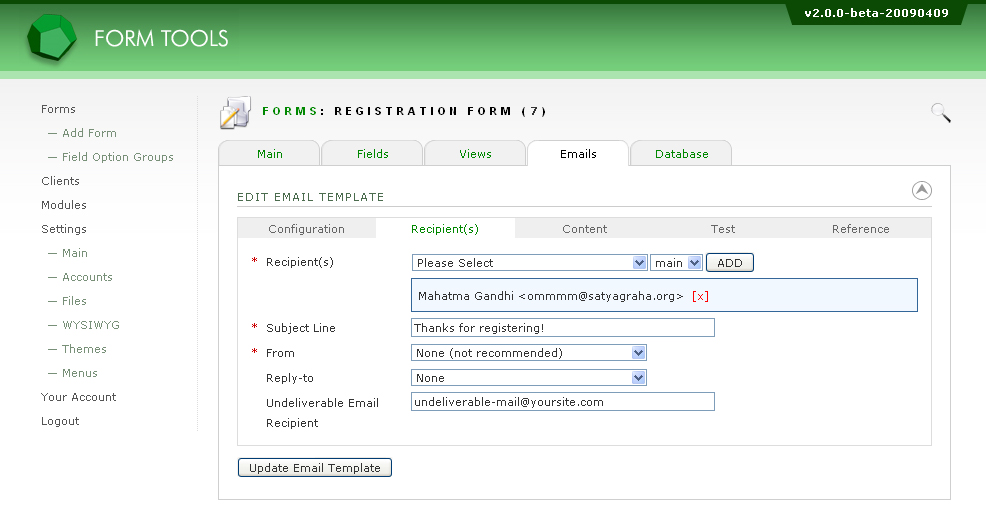 v2.0.0-beta-20090409
FORM TOOLS
Forms
— Add Form
— Field Option Groups
Clients
Modules
Settings
— Main
— Accounts
— Files
— WYSIWYG
— Themes
— Menus
Your Account
Logout
FORMS: REGISTRATION FORM (7)
Main Fields Views Emails Database
EDIT EMAIL TEMPLATE
Configuration Recipient(s) Content Test Reference
* Recipient(s) Please Select main ADD
Mahatma Gandhi <ommmm@satyagraha.org> [x]
* Subject Line Thanks for registering!
* From None (not recommended)
Reply-to None
Undeliverable Email undeliverable-mail@yoursite.com
Recipient
Update Email Template